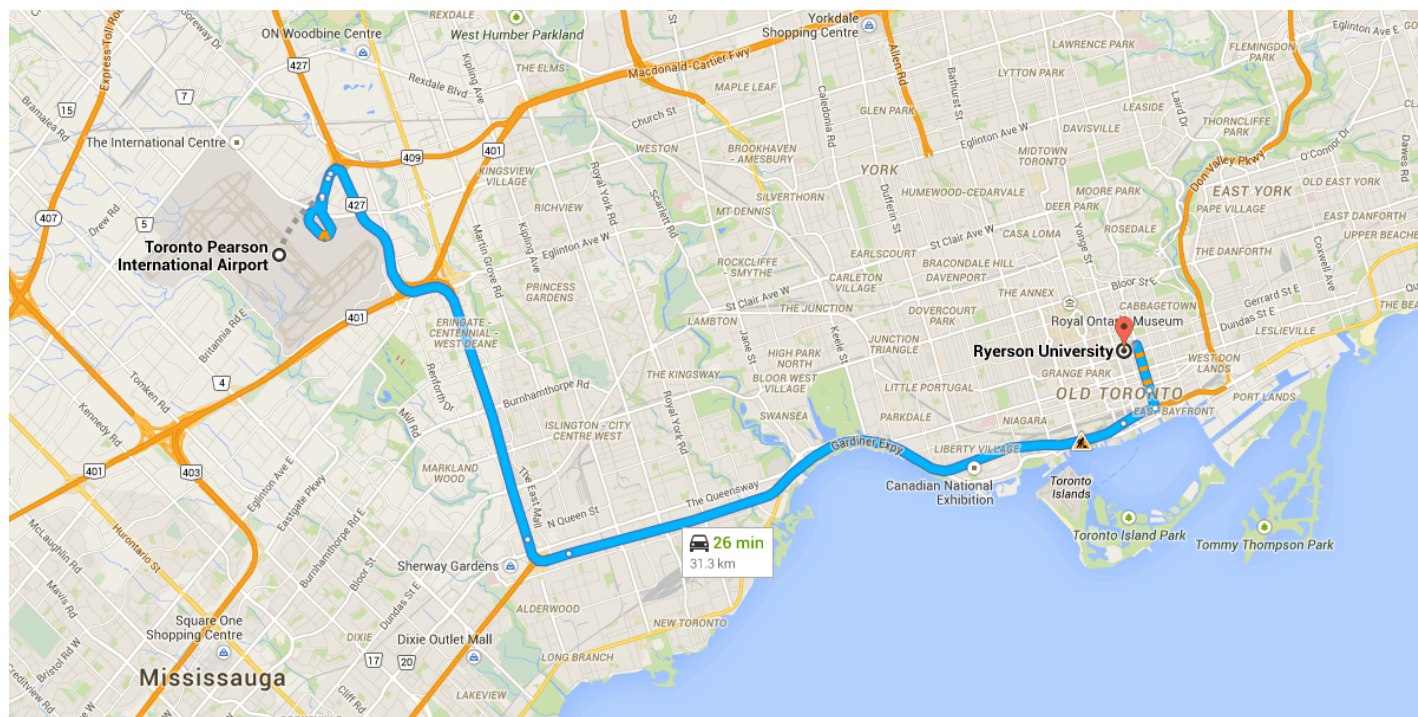 Express Toll Route
Goreway Dr
REXDALE
BLVD
West Humber Parkland
Yorkdale
Shopping Centre
Eglinton Ave E
ON Woodbine Centre
427
Kipling Ave
THE ELMS
Macdonald-Cartier Fwy
Allen Rd
Bathurst St
LAWRENCE PARK
FLEMINGDON
PARK
Rexdale Blvd
LYTTON PARK
7
15
Bramalea Rd
MAPLE LEAF
Caledonia Rd
GLEN PARK
LEASIDE
Laird Dr
Church St
Eglinton Ave W
DAVISVILLE
THORNCLIFFE
PARK
O'Connor Dr
Dawes Rd
The International Centre
409
401
WESTON
BROOKHAVEN
- AMESBURY
MIDTOWN
TORONTO
Don Valley Pkwy
KINGSVIEW
VILLAGE
Royal York Rd
YORK
HUMEWOOD-CEDARVALE
MOORE PARK
EAST YORK
OLD EAST YORK
407
Drew Rd
5
427
RICHVIEW
Scarlett Rd
SILVERTHORN
Dufferin St
DEER PARK
PAPE VILLAGE
MT DENNIS
Yonge St
CASA LOMA
ROSEDALE
EAST DANFORTH
UPPER BEACHES
Toronto Pearson
International Airport
Martin Grove Rd
Kipling Ave
Eglinton Ave W
St Clair Ave W
EARLSCOURT
THE DANFORTH
Coxwell Ave
ROCKCLIFFE
- SMYTHE
BRACONDALE HILL
DAVENPORT
CARLETON
VILLAGE
Bloor St E
PRINCESS
GARDENS
St Clair Ave W
THE JUNCTION
THE ANNEX
CABBAGETOWN
Gerrard St E
Dundas St E
401
Britannia Rd E
ERINGATE -
CENTENNIAL -
WEST DEANE
LAMBTON
DOVERCOURT
PARK
Royal Ontario Museum
LESLIEVILLE
Jane St
Keele St
JUNCTION
TRIANGLE
Ryerson University
THE KINGSWAY
HIGH PARK
NORTH
BLOOR WEST
VILLAGE
GRANGE PARK
WEST DON
LANDS
Tomken Rd
4
Renforth Dr
Burnhamthorpe Rd
LITTLE PORTUGAL
OLD TORONTO
PORT LANDS
Kennedy Rd
Mill Rd
Royal York Rd
SWANSEA
PARKDALE
NIAGARA
EAST BAYFRONT
ISLINGTON - CITY
CENTRE WEST
Gardiner Expy
LIBERTY VILLAGE
401
403
Eglinton Ave E
Eastgate Pkwy
MARKLAND
WOOD
The East Mall
The Queensway
Canadian National
Exhibition
Toronto
Islands
N Queen St
Burnhamthorpe Rd E
McLaughlin Rd
Hurontario St
Bloor St
Toronto Island Park
Tommy Thompson Park
26 min
31.3 km
Dundas St E
Sherway Gardens
Mavis Rd
ALDERWOOD
Square One
Shopping Centre
NEW TORONTO
Bristol Rd W
DIXIE
Dixie Outlet Mall
17
20
LONG BRANCH
Mississauga
Cliff Rd
LAKEVIEW